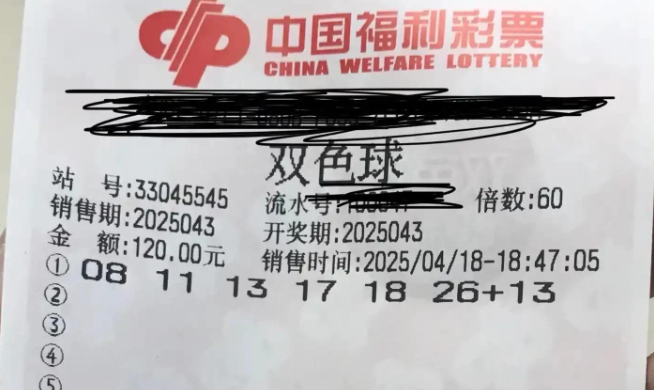 中国福利彩票
CHINA WELFARE LOTTERY
双色球
站 号:33045545 流水号: 倍数:60
销售期:2025043 开奖期:2025043
金 额:120.00元 销售时间:2025/04/18-18:47:05
① 08 11 13 17 18 26+13
②
③
④
⑤